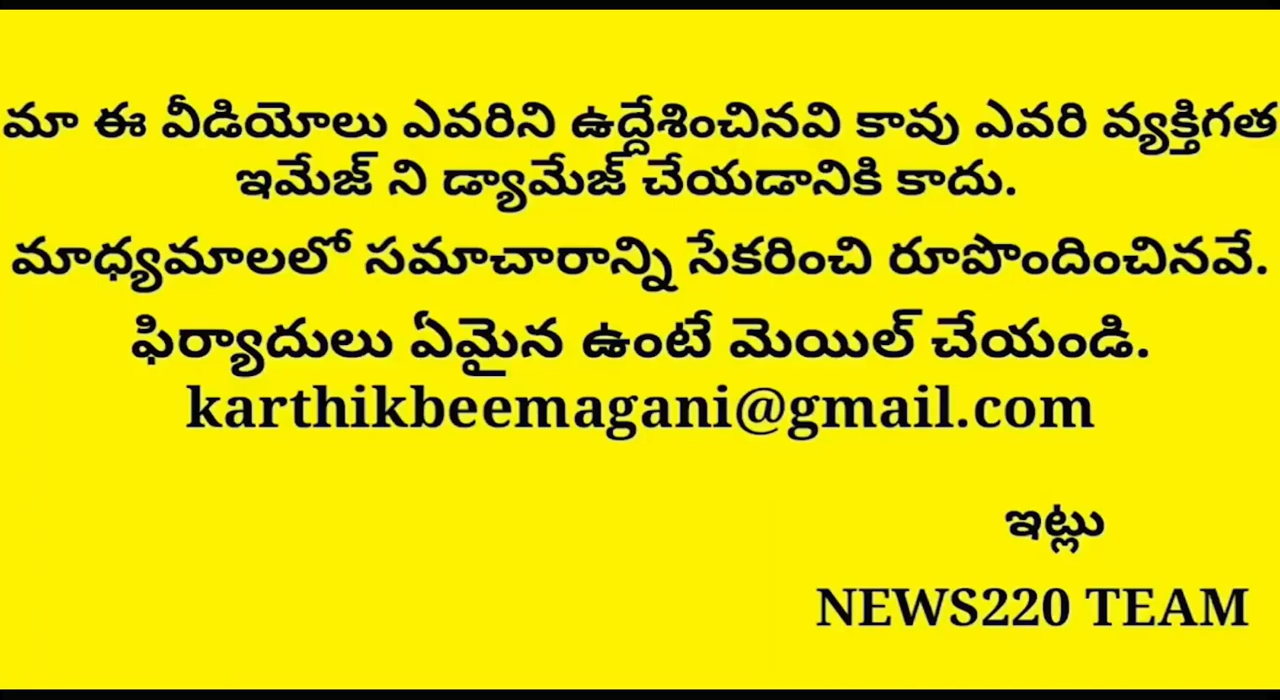 మా ఈ వీడియోలు ఎవరిని ఉద్దేశించినవి కావు ఎవరి వ్యక్తిగత
ఇమేజ్ ని డ్యామేజ్ చేయడానికి కాదు.
మాధ్యమాలలో సమాచారాన్ని సేకరించి రూపొందించినవే.
ఫిర్యాదులు ఏమైన ఉంటే మెయిల్ చేయండి.
karthikbeemagani@gmail.com
ఇట్లు
NEWS220 TEAM